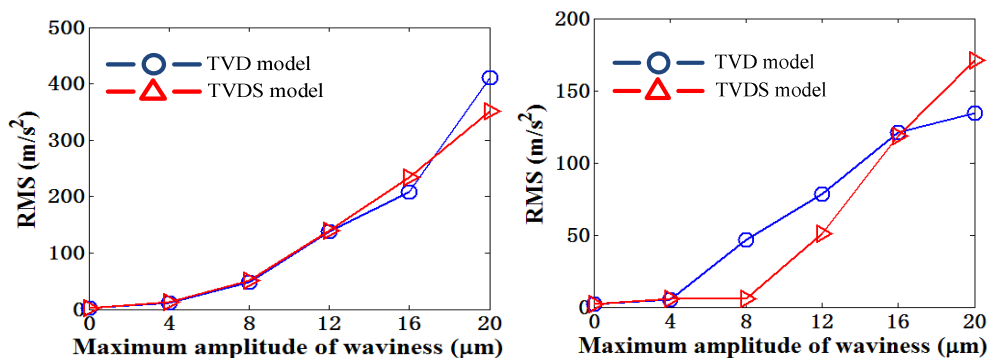 500
400
300
200
100
0
RMS (m/s²)
TVD model
TVDS model
0 4 8 12 16 20
Maximum amplitude of waviness (μm)
200
150
100
50
0
RMS (m/s²)
TVD model
TVDS model
0 4 8 12 16 20
Maximum amplitude of waviness (μm)